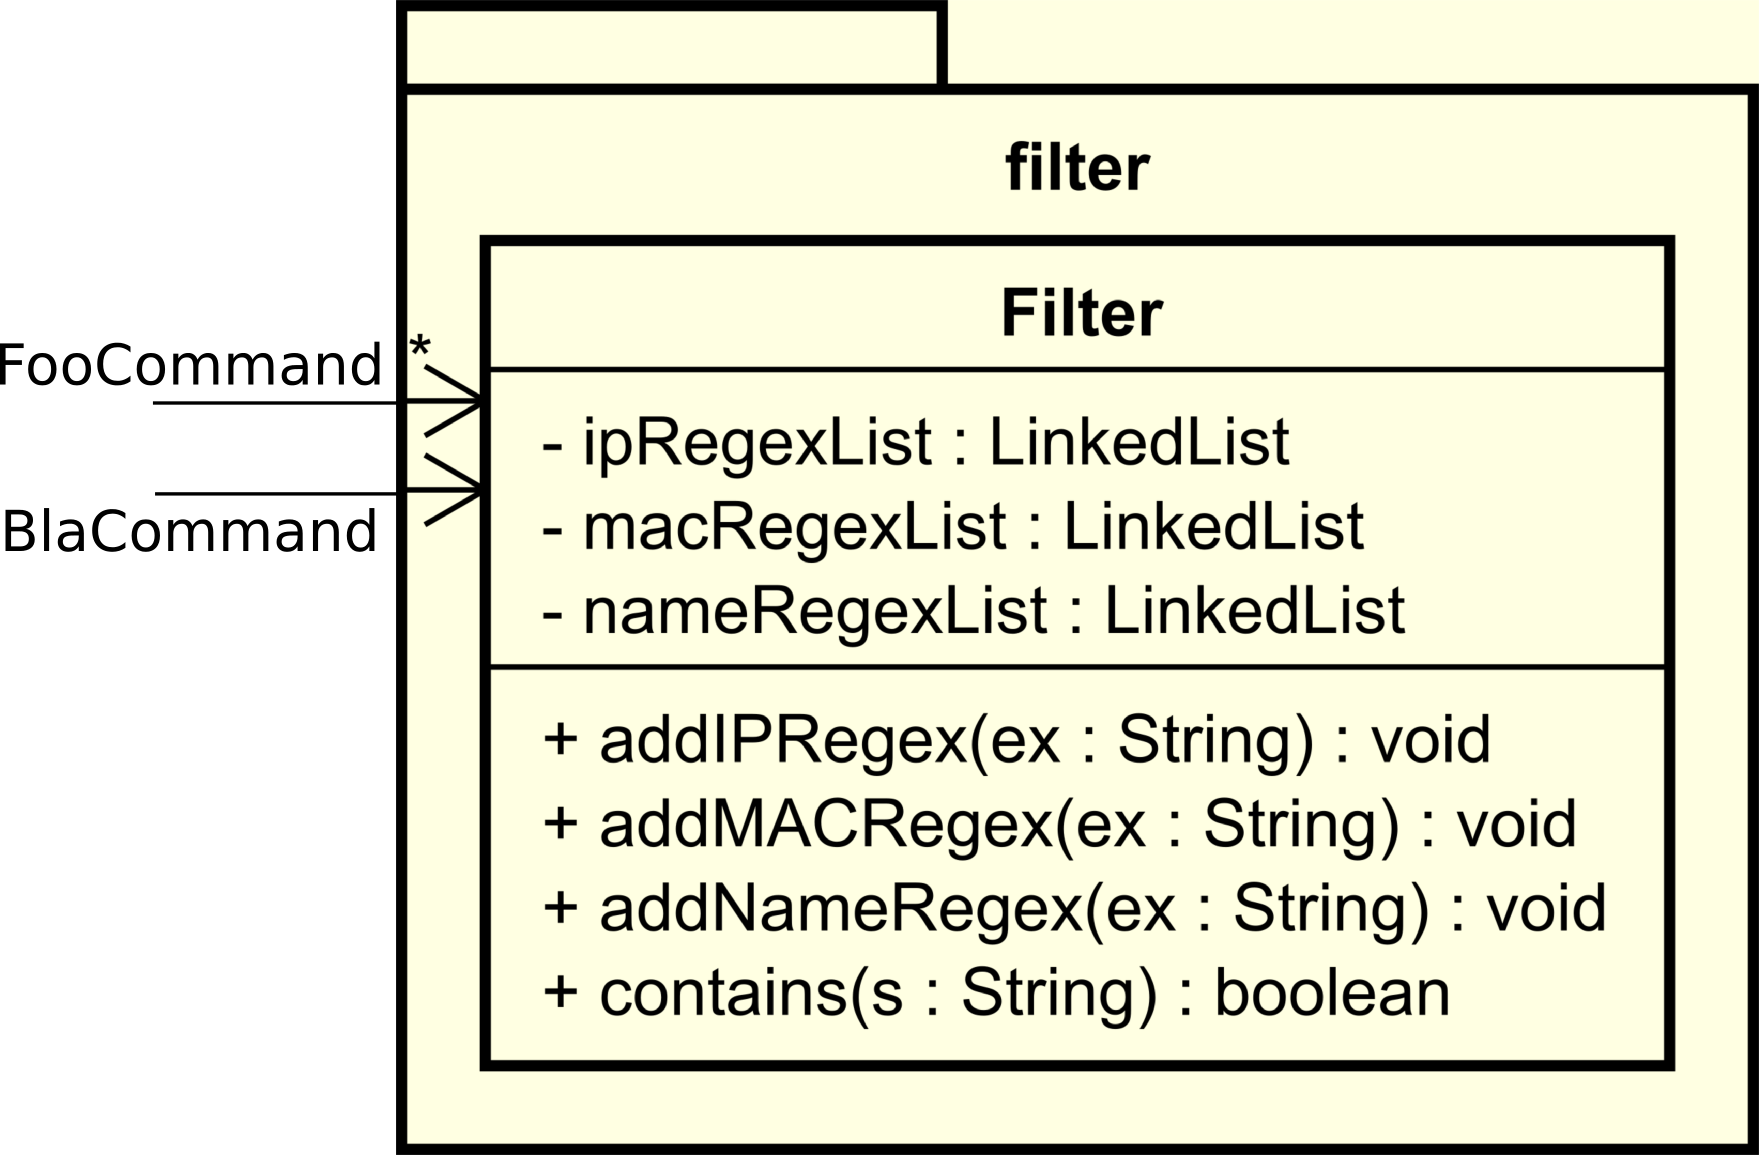 filter
Filter
FooCommand *
BlaCommand
- ipRegexList : LinkedList
- macRegexList : LinkedList
- nameRegexList : LinkedList
+ addIPRegex(ex : String) : void
+ addMACRegex(ex : String) : void
+ addNameRegex(ex : String) : void
+ contains(s : String) : boolean